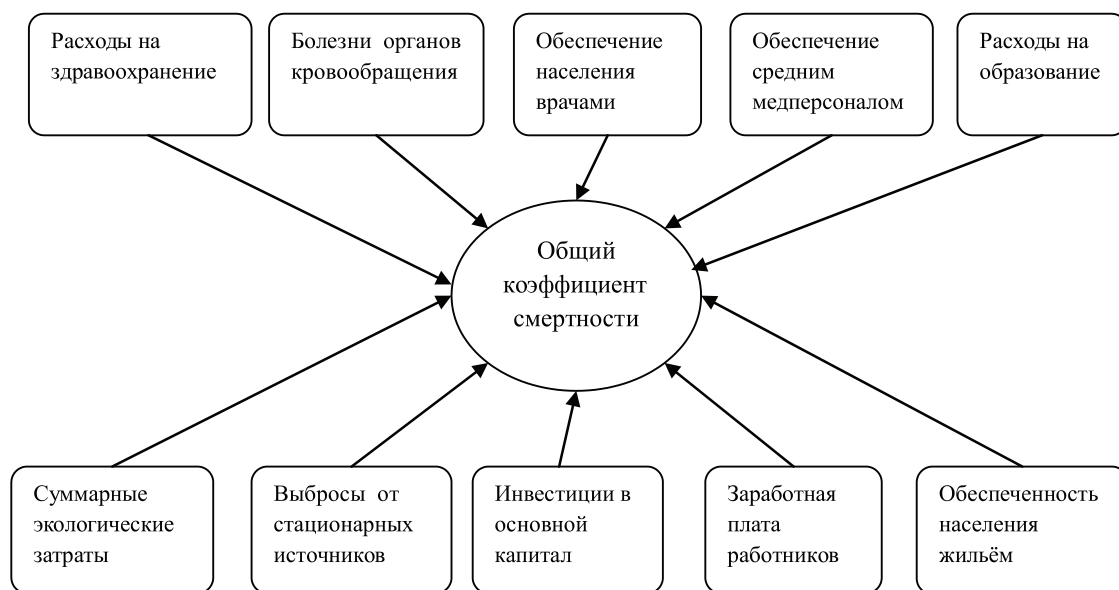 Расходы на
здравоохранение
Болезни органов
кровообращения
Обеспечение
населения
врачами
Обеспечение
средним
медперсоналом
Расходы на
образование
Общий
коэффициент
смертности
Суммарные
экологические
затраты
Выбросы от
стационарных
источников
Инвестиции в
основной
капитал
Заработная
плата
работников
Обеспеченность
населения
жильём